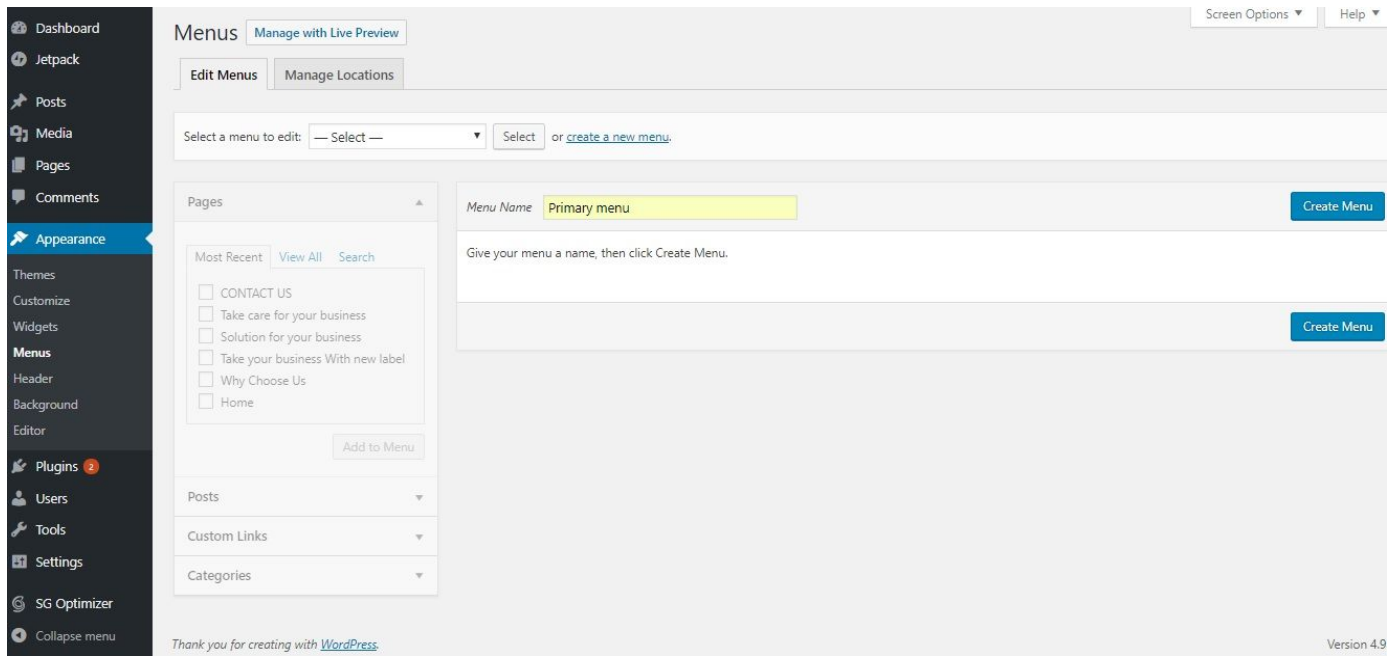 Dashboard
Jetpack
Posts
Media
Pages
Comments
Appearance
Themes
Customize
Widgets
Menus
Header
Background
Editor
Plugins 2
Users
Tools
Settings
SG Optimizer
Collapse menu
Screen Options ▼ Help ▼
Menus Manage with Live Preview
Edit Menus Manage Locations
Select a menu to edit: — Select — Select or create a new menu.
Pages
Most Recent View All Search
CONTACT US
Take care for your business
Solution for your business
Take your business With new label
Why Choose Us
Home
Add to Menu
Posts
Custom Links
Categories
Menu Name Primary menu Create Menu
Give your menu a name, then click Create Menu.
Create Menu
Thank you for creating with WordPress. Version 4.9